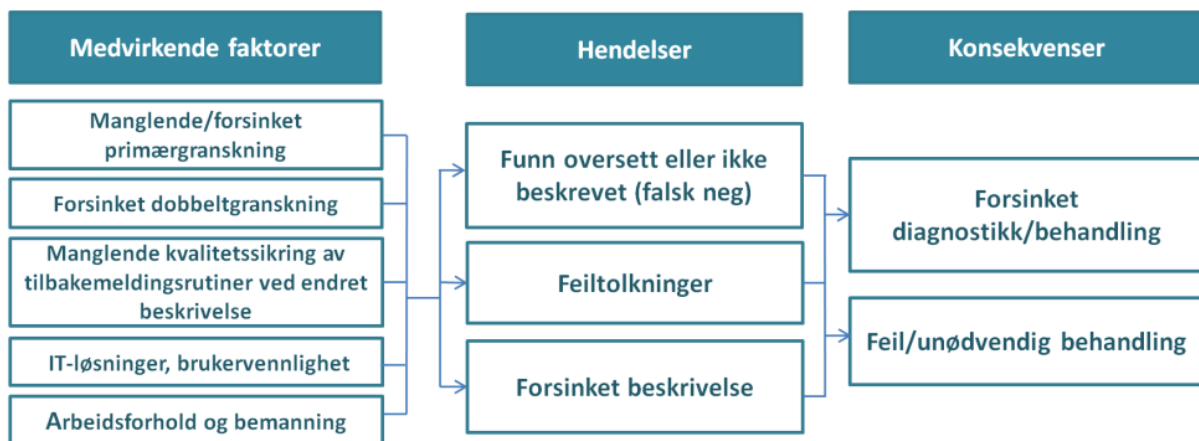 Medvirkende faktorer
Manglende/forsinket
primærgranskning
Forsinket dobbeltgranskning
Manglende kvalitetssikring av
tilbakemeldingsrutiner ved endret
beskrivelse
IT-løsninger, brukervennlighet
Arbeidsforhold og bemanning
Hendelser
Funn oversett eller ikke
beskrevet (falsk neg)
Feiltolkninger
Forsinket beskrivelse
Konsekvenser
Forsinket
diagnostikk/behandling
Feil/unødvendig behandling